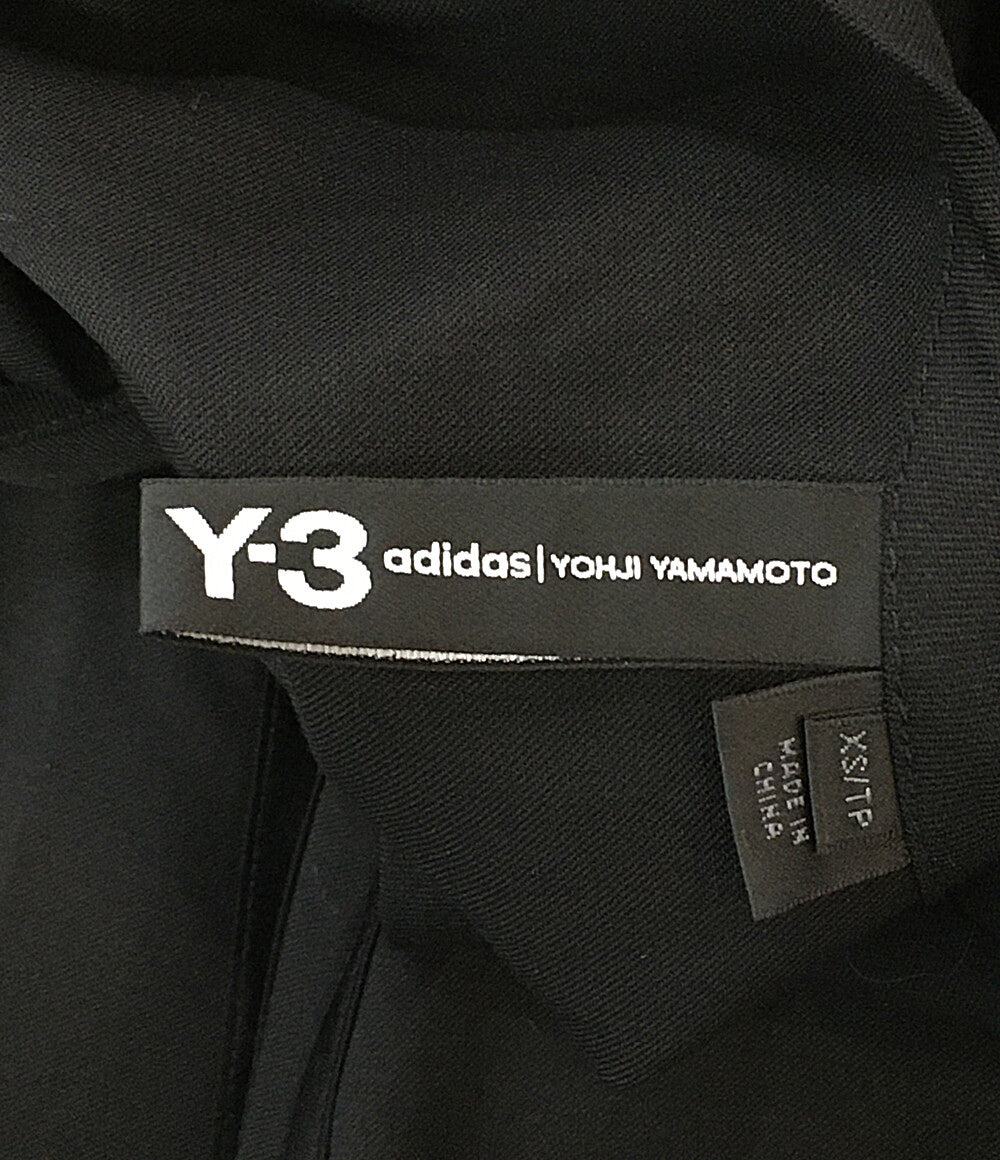 Y-3 adidas | YOHJI YAMAMOTO
XS/TP
MADE IN
CHINA